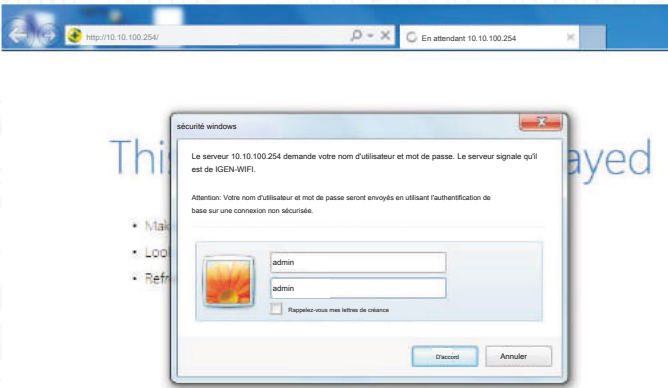 http://10.10.100.254/
En attendant 10.10.100.254
sécurité windows
Le serveur 10.10.100.254 demande votre nom d'utilisateur et mot de passe. Le serveur signale qu'il
est de IGEN-WIFI.
Attention: Votre nom d'utilisateur et mot de passe seront envoyés en utilisant l'authentification de
base sur une connexion non sécurisée.
Thi ayed
• Mak
• Lool
• Refr
admin
admin
Rappelez-vous mes lettres de créance
D'accord Annuler